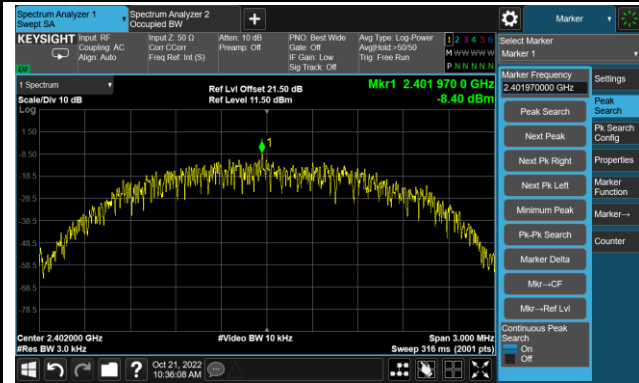 Spectrum Analyzer 1
Swept SA
Spectrum Analyzer 2
Occupied BW
+
Marker
KEYSIGHT
Input: RF
Coupling: AC
Align: Auto
Input Z: 50 Ω
Corr CCorr
Freq Ref: Int (S)
Atten: 10 dB
Preamp: Off
PNO: Best Wide
Gate: Off
IF Gain: Low
Sig Track: Off
Avg Type: Log-Power
Avg|Hold:>50/50
Trig: Free Run
1 2 3 4 5 6
M W W W W W
P N N N N N
Select Marker
Marker 1
1 Spectrum
Scale/Div 10 dB
Log
Ref Lvl Offset 21.50 dB
Ref Level 11.50 dBm
Mkr1 2.401 970 0 GHz
-8.40 dBm
1.50
-8.50
-18.5
-28.5
-38.5
-48.5
-58.5
-68.5
-78.5
1
Center 2.402000 GHz
#Res BW 3.0 kHz
#Video BW 10 kHz
Span 3.000 MHz
Sweep 316 ms (2001 pts)
Marker Frequency
2.401970000 GHz
Peak Search
Next Peak
Next Pk Right
Next Pk Left
Minimum Peak
Pk-Pk Search
Marker Delta
Mkr→CF
Mkr→Ref Lvl
Continuous Peak
Search
On
Off
Settings
Peak
Search
Pk Search
Config
Properties
Marker
Function
Marker→
Counter
?
Oct 21, 2022
10:36:08 AM